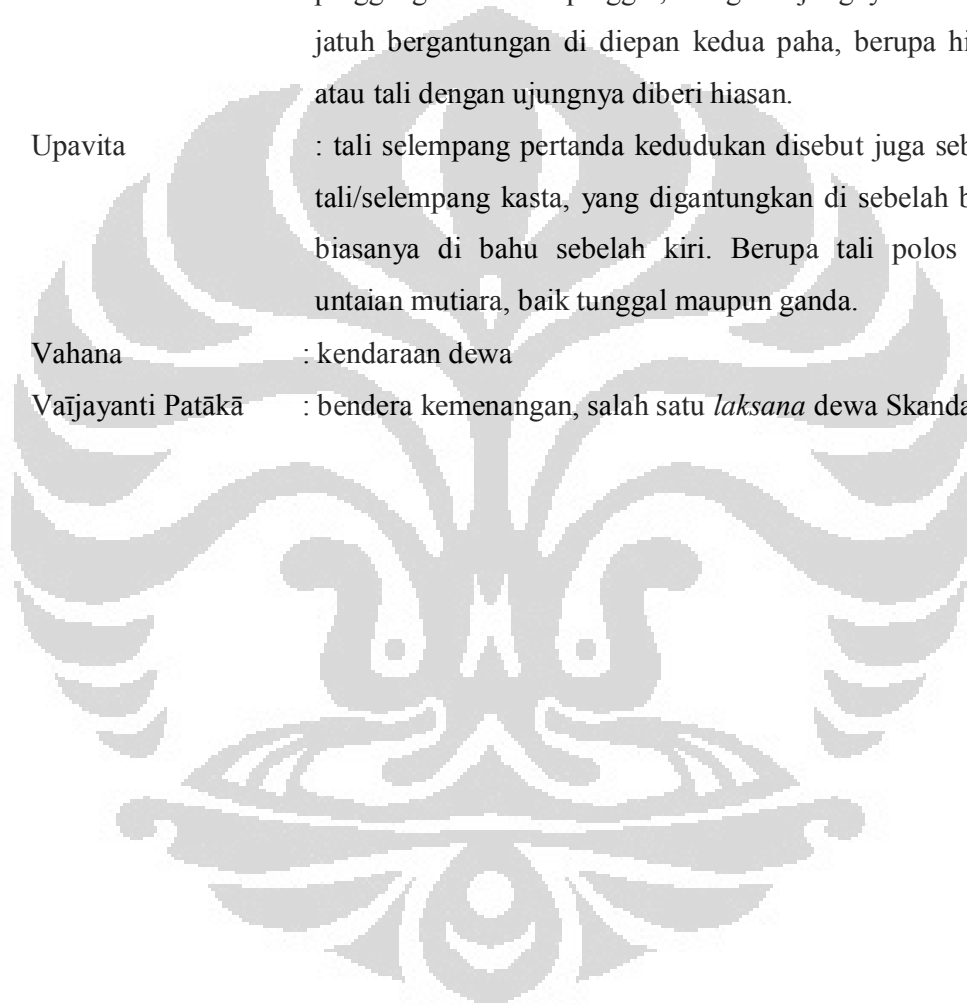 jatuh bergantungan di diepan kedua paha, berupa
atau tali dengan ujungnya diberi hiasan.
Upavita : tali selempang pertanda kedudukan disebut juga
tali/selempang kasta, yang digantungkan di sebelah
biasanya di bahu sebelah kiri. Berupa tali polos
untaian mutiara, baik tunggal maupun ganda.
Vahana : kendaraan dewa
Vaījayanti Patākā : bendera kemenangan, salah satu laksana dewa Skanda